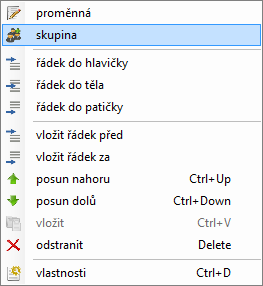 proměnná
skupina
řádek do hlavičky
řádek do těla
řádek do patičky
vložit řádek před
vložit řádek za
posun nahoru Ctrl+Up
posun dolů Ctrl+Down
vložit Ctrl+V
odstranit Delete
vlastnosti Ctrl+D